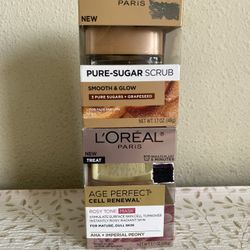 PARIS
NEW
PURE-SUGAR SCRUB
SMOOTH & GLOW
3 PURE SUGARS + GRAPESEED
NEW
L'ORÉAL
PARIS
TREAT
AGE PERFECT
CELL RENEWAL
ROSY TONE MASK
FOR MATURE, DULL SKIN
AHA + IMPERIAL PEONY